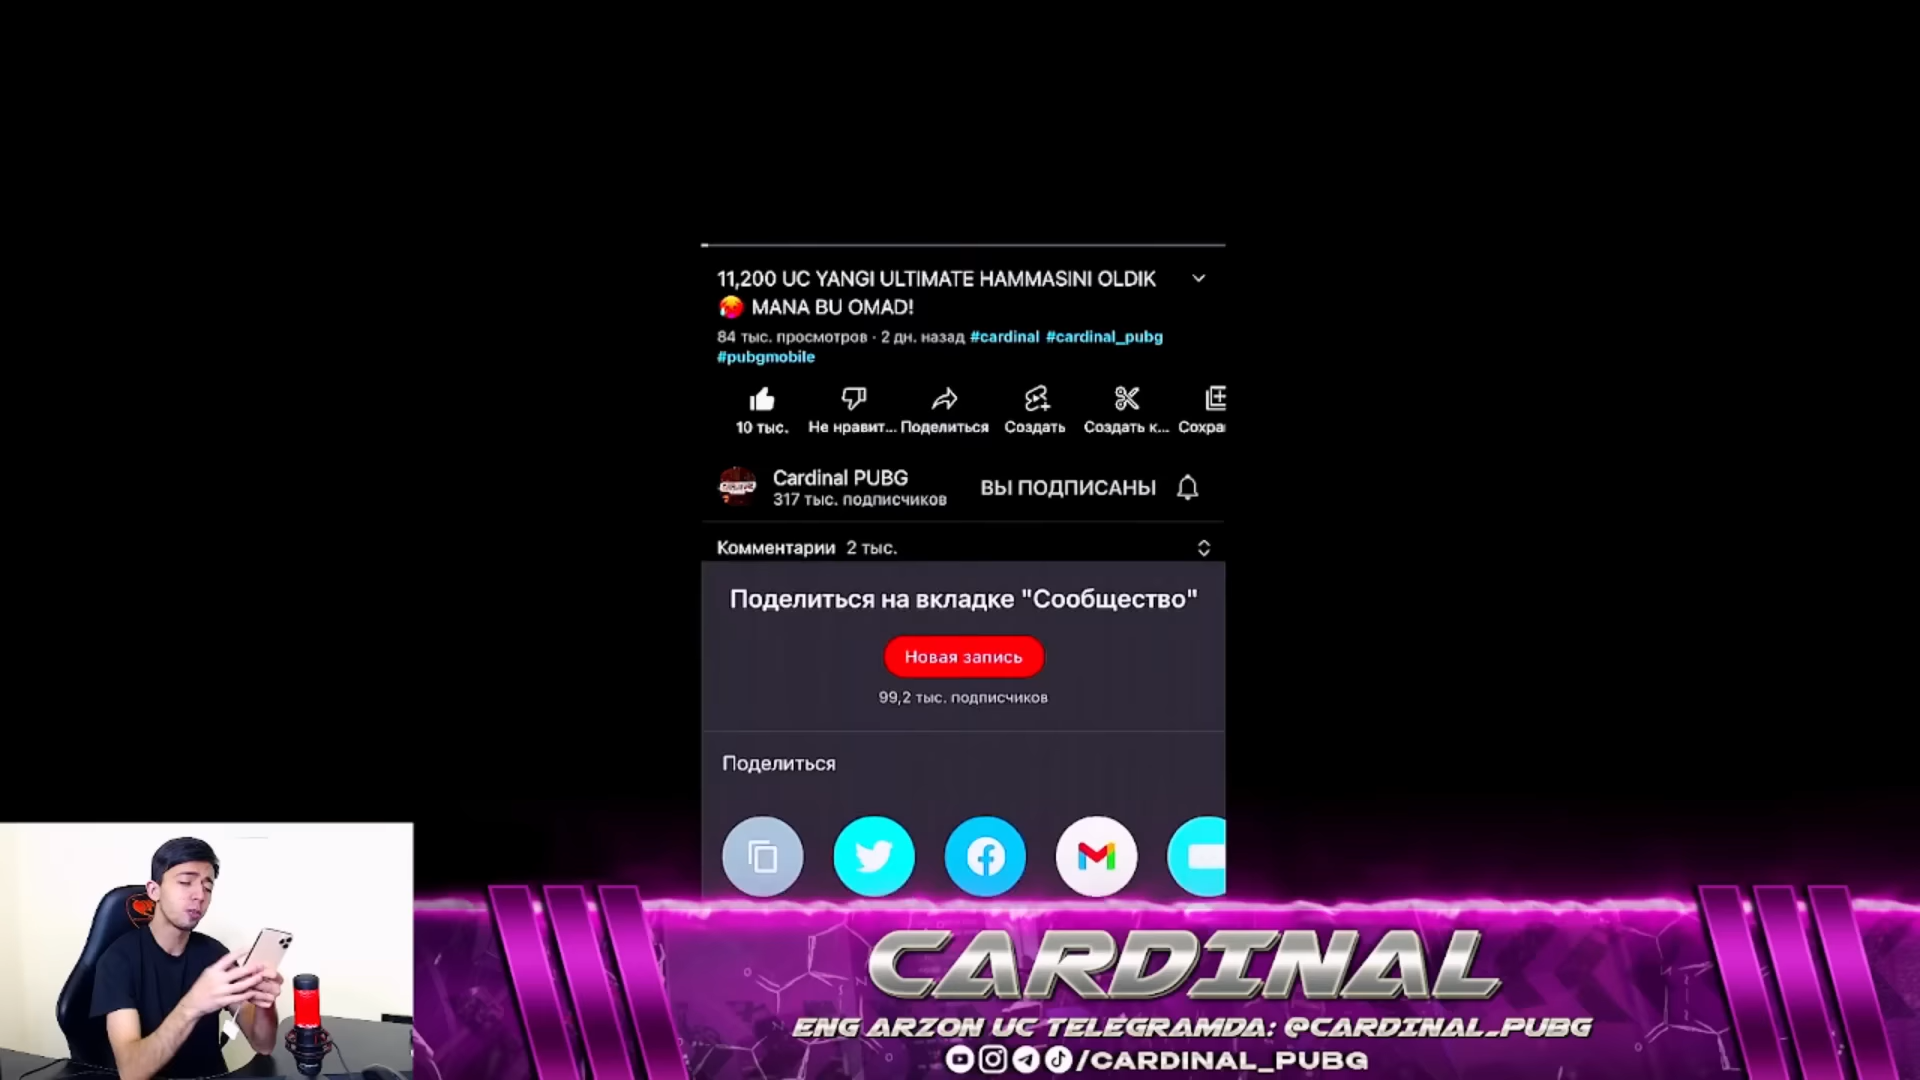 11,200 UC YANGI ULTIMATE HAMMASINI OLDIK
🥵 MANA BU OMAD!
84 тыс. просмотров · 2 дн. назад #cardinal #cardinal_pubg
#pubgmobile
10 тыс. Не нравит... Поделиться Создать Создать к... Сохра
Cardinal PUBG
317 тыс. подписчиков
ВЫ ПОДПИСАНЫ
Комментарии 2 тыс.
Поделиться на вкладке "Сообщество"
Новая запись
99,2 тыс. подписчиков
Поделиться
CARDINAL
ENG ARZON UC TELEGRAMDA: @CARDINAL_PUBG
/CARDINAL_PUBG